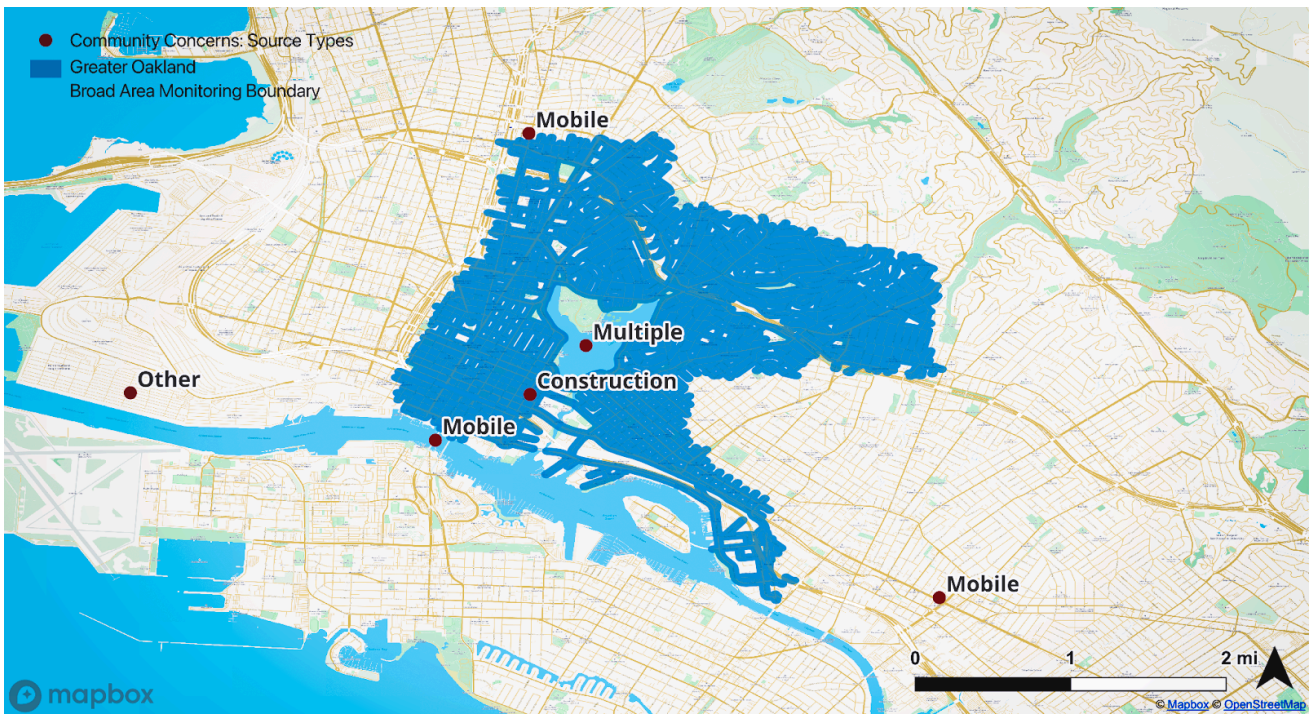 Community Concerns: Source Types
Greater Oakland
Broad Area Monitoring Boundary
Mobile
Multiple
Construction
Other
Mobile
Mobile
0 1 2 mi
mapbox
© Mapbox © OpenStreetMap